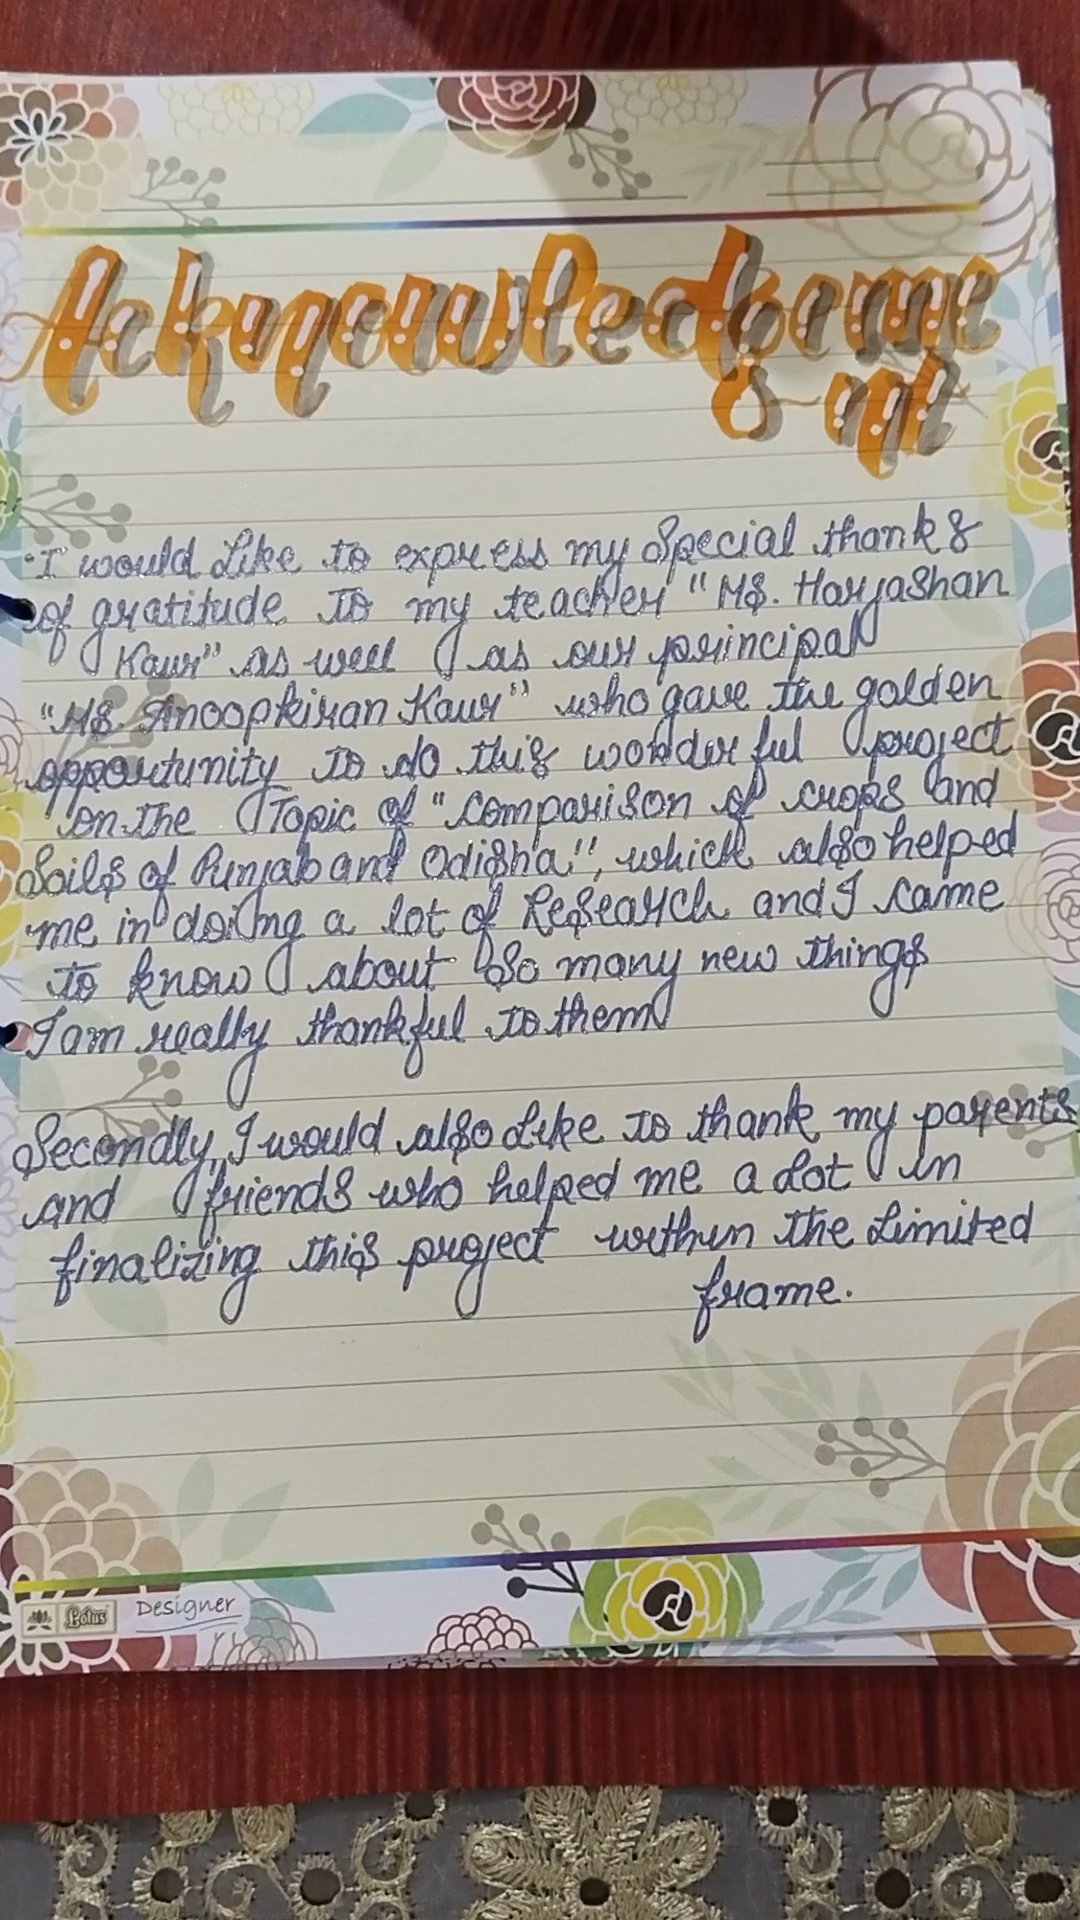 Acknowledgeme
nt
"I would like to express my Special thanks
of gratitude to my teacher "Ms. Haryashan
Kaur" as well as our principal
"Ms. Anoopkiran Kaur" who gave the golden
opportunity to do this wonderful project
on the Topic of "Comparison of crops and
Soils of Punjab and Odisha", which also helped
me in doing a lot of Research and I came
to know about So many new things
I am really thankful to them
Secondly, I would also like to thank my parents
and friends who helped me a lot in
finalizing this project within the limited
frame.
Lotus Designer